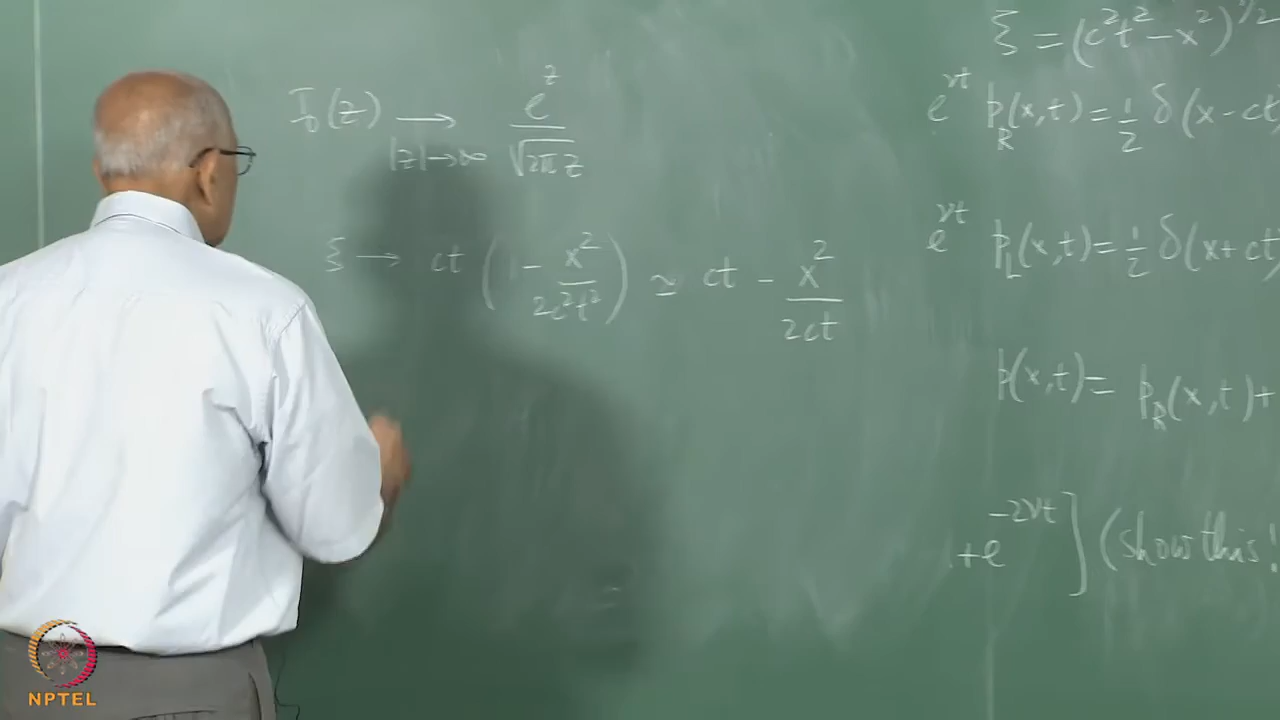 I₀(z) ⟶ e^z / √(2πz)
|z|→∞
ξ → ct ( 1 - x²/2c²t² ) ≃ ct - x²/2ct
ξ = (c²t² - x²)^1/2
e^νt p_R(x,t) = 1/2 δ(x-ct
e^νt p_L(x,t) = 1/2 δ(x+ct
p(x,t) = p_R(x,t) +
+e^-2νt ] (show this!
NPTEL